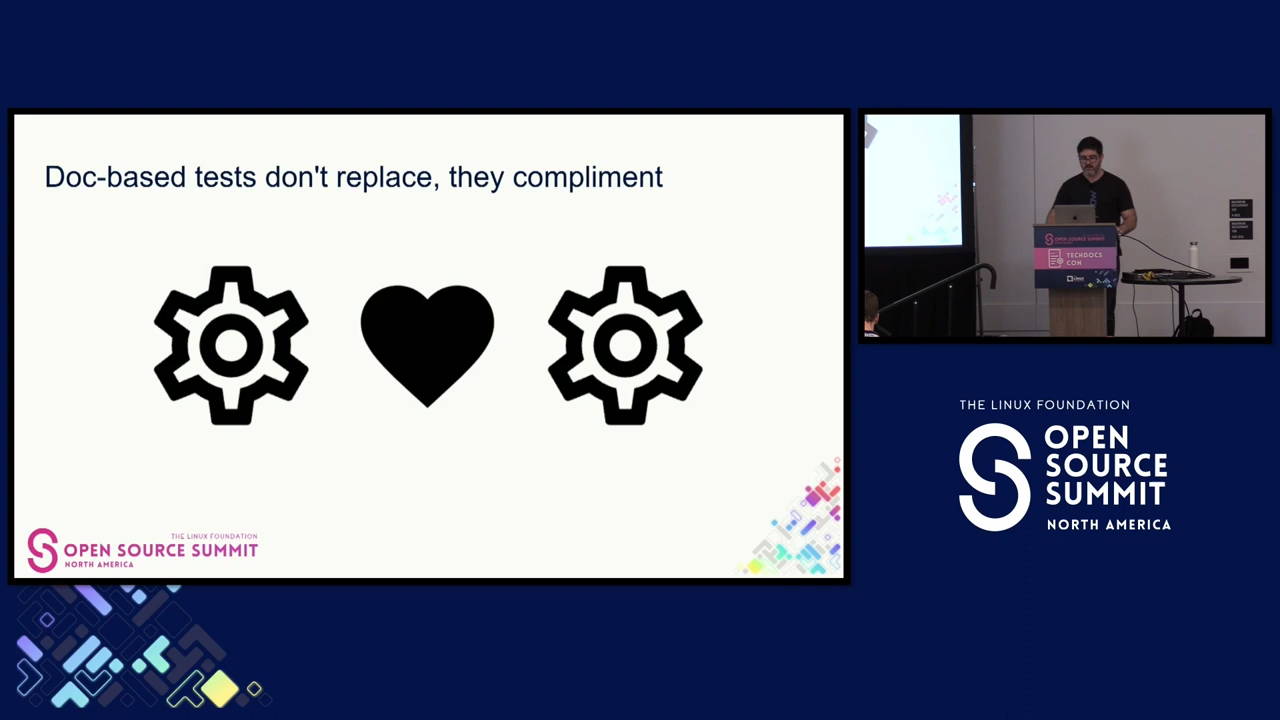 Doc-based tests don't replace, they compliment
THE LINUX FOUNDATION
OPEN SOURCE SUMMIT
NORTH AMERICA
OPEN SOURCE SUMMIT
TECHDOCS
CON
THE LINUX FOUNDATION
OPEN
SOURCE
SUMMIT
NORTH AMERICA